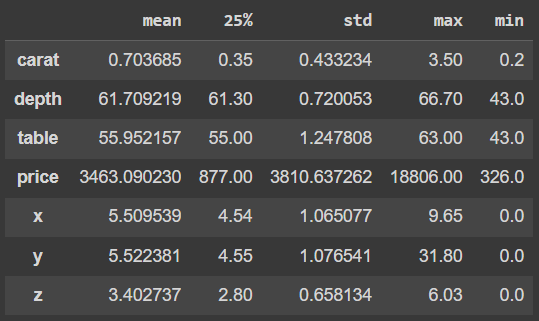 mean 25% std max min
carat 0.703685 0.35 0.433234 3.50 0.2
depth 61.709219 61.30 0.720053 66.70 43.0
table 55.952157 55.00 1.247808 63.00 43.0
price 3463.090230 877.00 3810.637262 18806.00 326.0
x 5.509539 4.54 1.065077 9.65 0.0
y 5.522381 4.55 1.076541 31.80 0.0
z 3.402737 2.80 0.658134 6.03 0.0